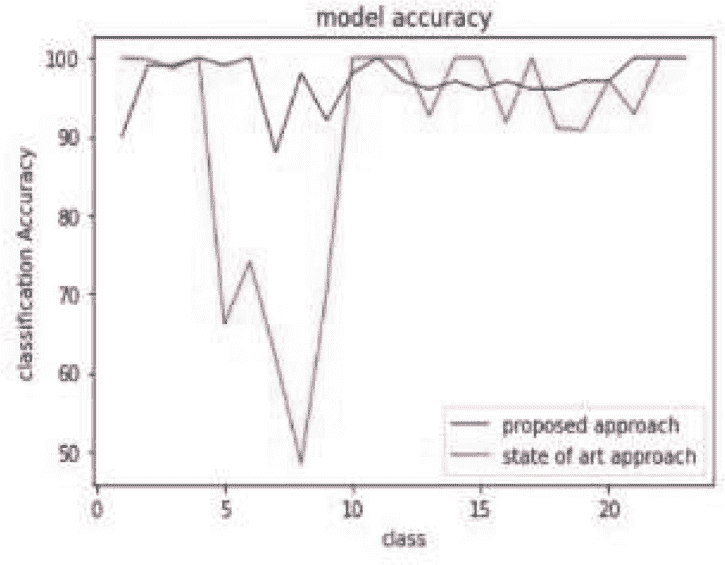 model accuracy
100
90
80
70
60
50
classification Accuracy
proposed approach
state of art approach
0 5 10 15 20
class